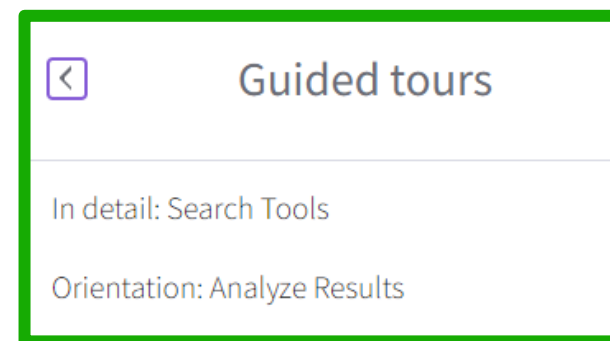 Guided tours
In detail: Search Tools
Orientation: Analyze Results